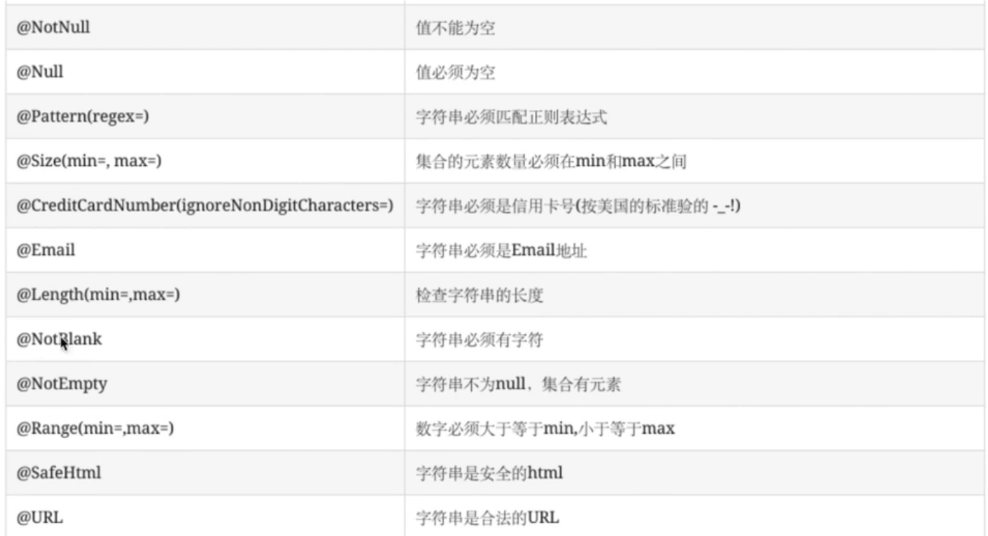 @NotNull 值不能为空
@Null 值必须为空
@Pattern(regex=) 字符串必须匹配正则表达式
@Size(min=, max=) 集合的元素数量必须在min和max之间
@CreditCardNumber(ignoreNonDigitCharacters=) 字符串必须是信用卡号(按美国的标准验的 -_-!)
@Email 字符串必须是Email地址
@Length(min=,max=) 检查字符串的长度
@NotBlank 字符串必须有字符
@NotEmpty 字符串不为null，集合有元素
@Range(min=,max=) 数字必须大于等于min,小于等于max
@SafeHtml 字符串是安全的html
@URL 字符串是合法的URL